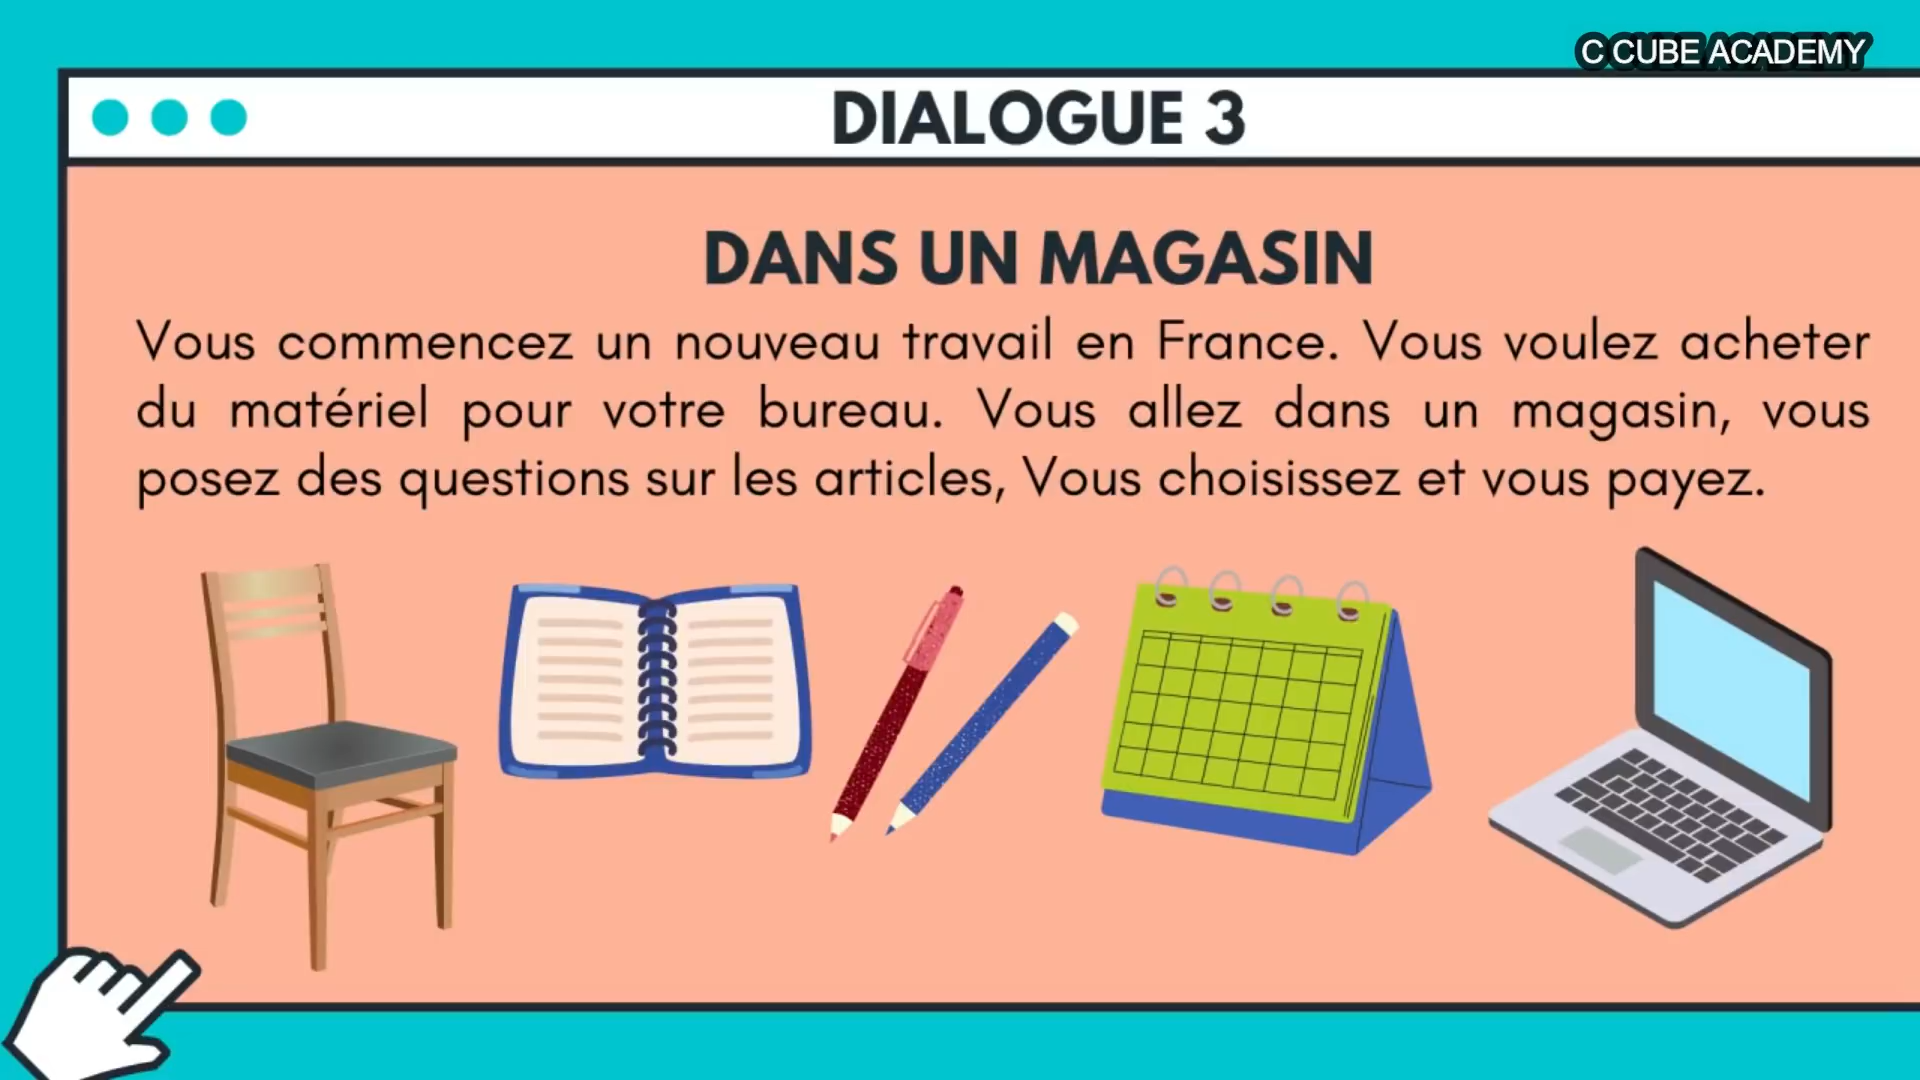 C CUBE ACADEMY
DIALOGUE 3
DANS UN MAGASIN
Vous commencez un nouveau travail en France. Vous voulez acheter
du matériel pour votre bureau. Vous allez dans un magasin, vous
posez des questions sur les articles, Vous choisissez et vous payez.